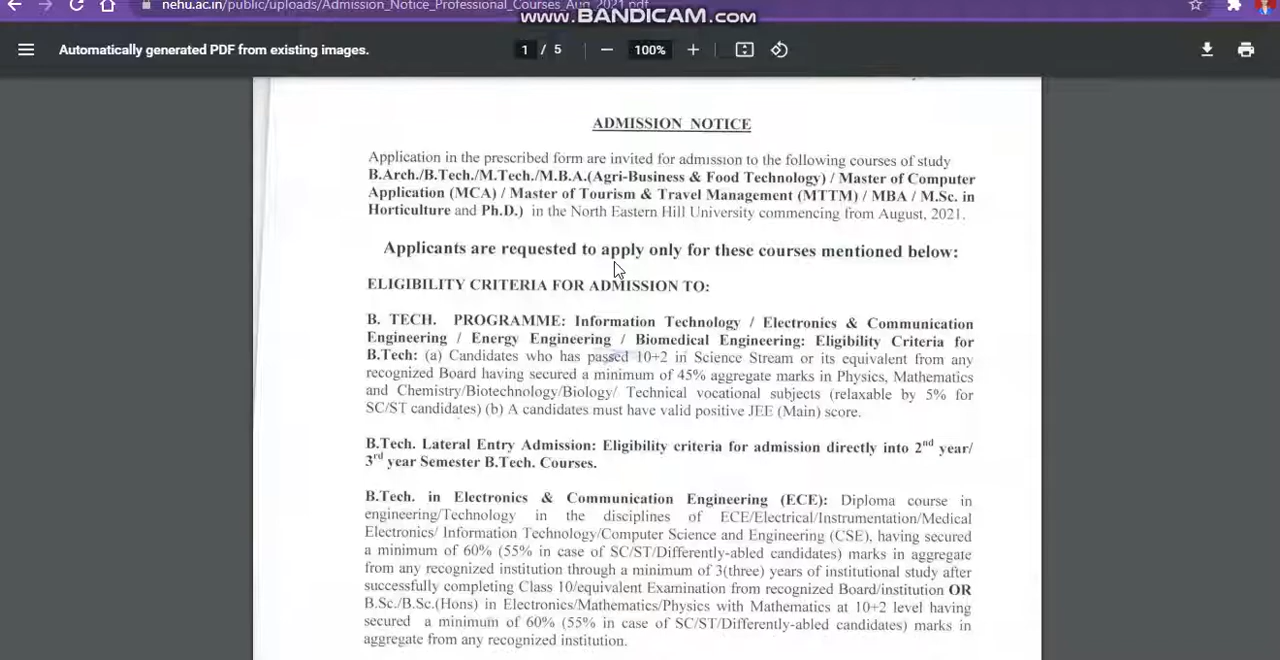 nehu.ac.in/public/uploads/Admission_Notice_Professional_Courses_Aug_2021.pdf
www.BANDICAM.com
Automatically generated PDF from existing images.
1 / 5
100%
ADMISSION NOTICE
Application in the prescribed form are invited for admission to the following courses of study
B.Arch./B.Tech./M.Tech./M.B.A.(Agri-Business & Food Technology) / Master of Computer
Application (MCA) / Master of Tourism & Travel Management (MTTM) / MBA / M.Sc. in
Horticulture and Ph.D.) in the North Eastern Hill University commencing from August, 2021.
Applicants are requested to apply only for these courses mentioned below:
ELIGIBILITY CRITERIA FOR ADMISSION TO:
B. TECH. PROGRAMME: Information Technology / Electronics & Communication
Engineering / Energy Engineering / Biomedical Engineering: Eligibility Criteria for
B.Tech: (a) Candidates who has passed 10+2 in Science Stream or its equivalent from any
recognized Board having secured a minimum of 45% aggregate marks in Physics, Mathematics
and Chemistry/Biotechnology/Biology/ Technical vocational subjects (relaxable by 5% for
SC/ST candidates) (b) A candidates must have valid positive JEE (Main) score.
B.Tech. Lateral Entry Admission: Eligibility criteria for admission directly into 2nd year/
3rd year Semester B.Tech. Courses.
B.Tech. in Electronics & Communication Engineering (ECE): Diploma course in
engineering/Technology in the disciplines of ECE/Electrical/Instrumentation/Medical
Electronics/ Information Technology/Computer Science and Engineering (CSE), having secured
a minimum of 60% (55% in case of SC/ST/Differently-abled candidates) marks in aggregate
from any recognized institution through a minimum of 3(three) years of institutional study after
successfully completing Class 10/equivalent Examination from recognized Board/institution OR
B.Sc./B.Sc.(Hons) in Electronics/Mathematics/Physics with Mathematics at 10+2 level having
secured a minimum of 60% (55% in case of SC/ST/Differently-abled candidates) marks in
aggregate from any recognized institution.